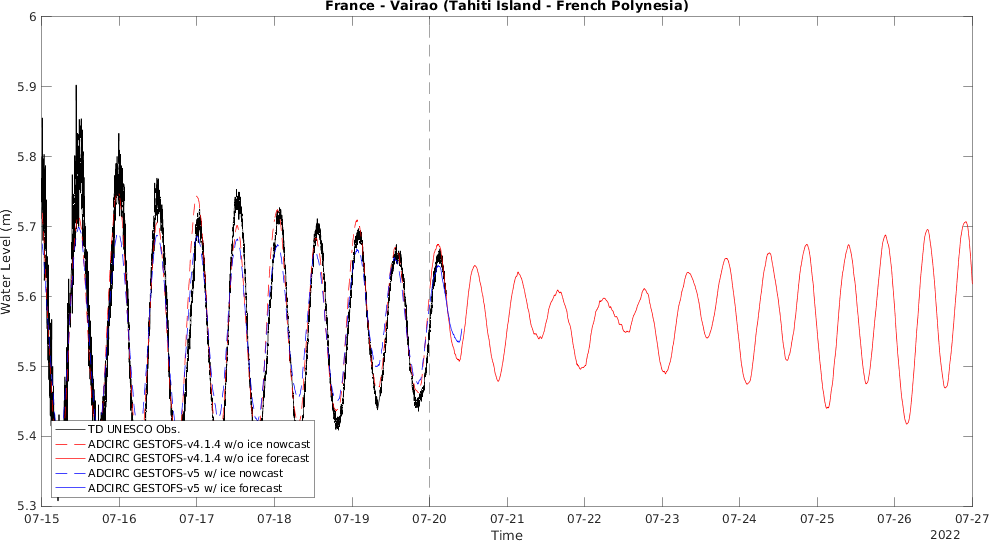 France - Vairao (Tahiti Island - French Polynesia)
6
5.9
5.8
5.7
5.6
5.5
5.4
5.3
Water Level (m)
TD UNESCO Obs.
ADCIRC GESTOFS-v4.1.4 w/o ice nowcast
ADCIRC GESTOFS-v4.1.4 w/o ice forecast
ADCIRC GESTOFS-v5 w/ ice nowcast
ADCIRC GESTOFS-v5 w/ ice forecast
07-15 07-16 07-17 07-18 07-19 07-20 07-21 07-22 07-23 07-24 07-25 07-26 07-27
Time
2022